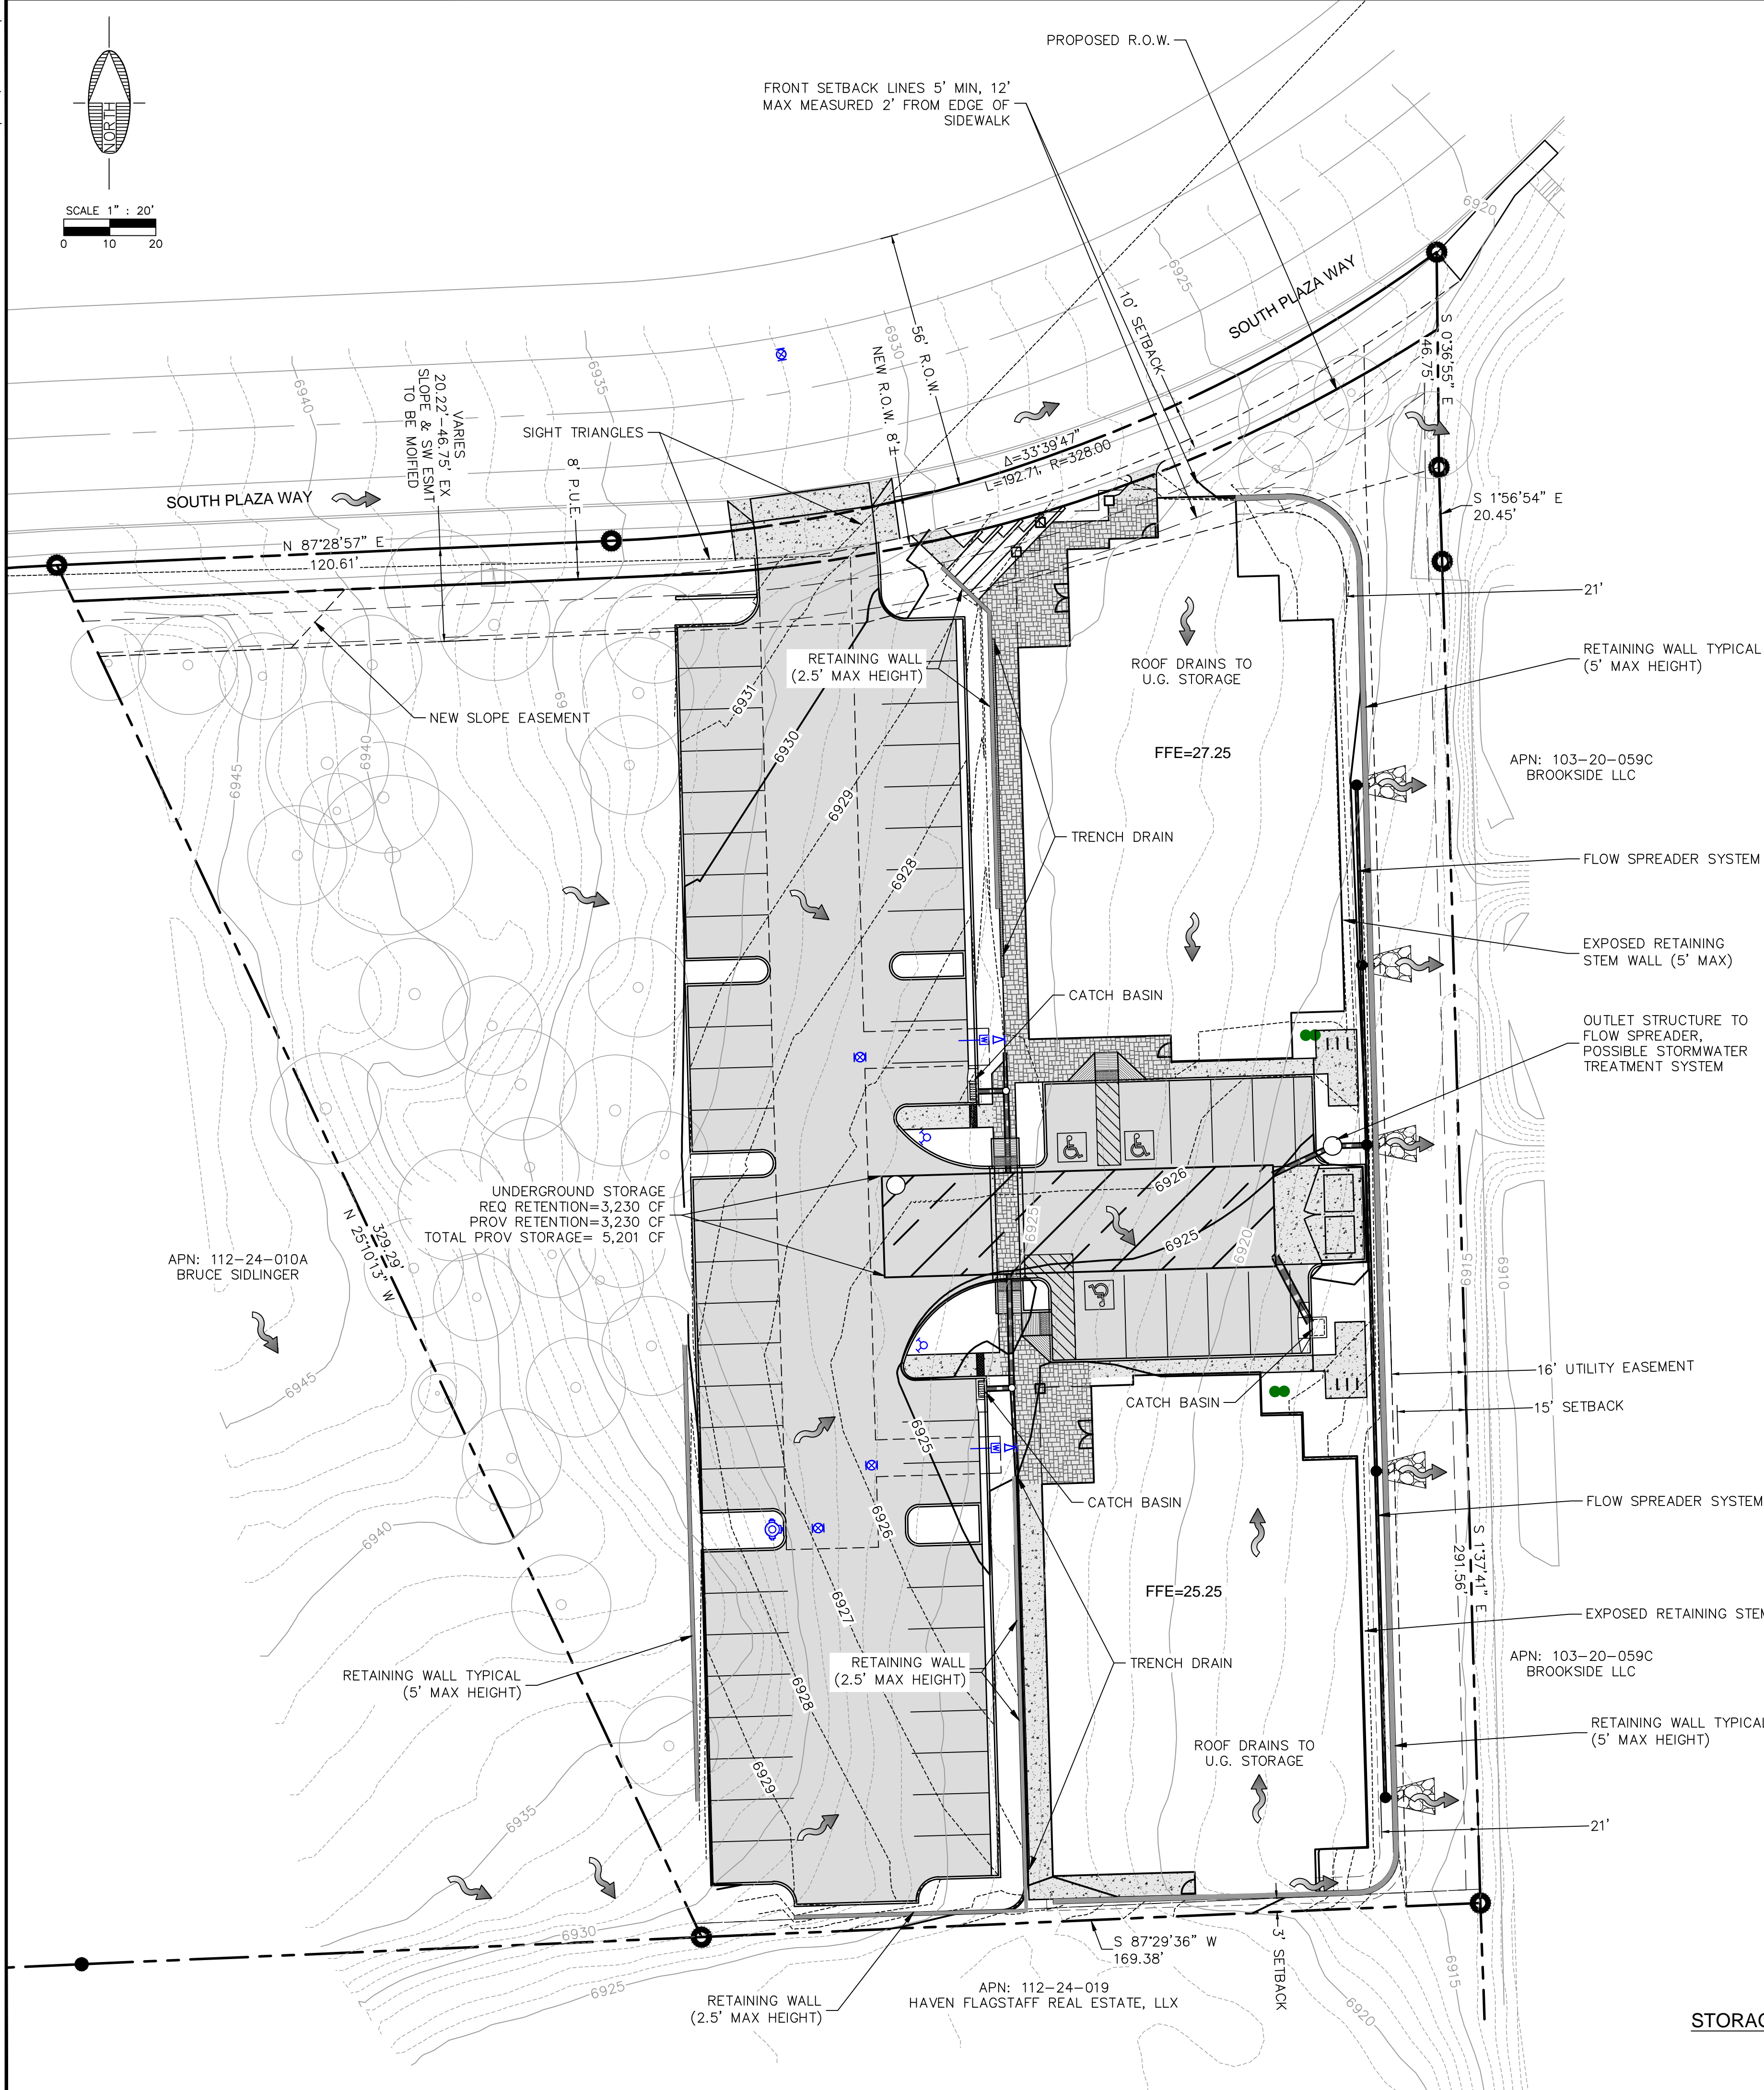 PROPOSED R.O.W.
FRONT SETBACK LINES 5' MIN, 12'
MAX MEASURED 2' FROM EDGE OF
SIDEWALK
NORTH
SCALE 1" : 20'
0 10 20
6920
6925
SOUTH PLAZA WAY
10' SETBACK
56' R.O.W.
6930
NEW R.O.W. 8'±
6935
6940
S 0°36'55" E
46.75'
VARIES
20.22'-46.75' EX
SLOPE & SW ESMT
TO BE MOIFIED
SIGHT TRIANGLES
8' P.U.E.
Δ=33°39'47"
L=192.71, R=328.00
SOUTH PLAZA WAY
S 1°56'54" E
20.45'
N 87°28'57" E
120.61'
21'
RETAINING WALL TYPICAL
(5' MAX HEIGHT)
RETAINING WALL
(2.5' MAX HEIGHT)
ROOF DRAINS TO
U.G. STORAGE
NEW SLOPE EASEMENT
6931
6930
6940
6945
FFE=27.25
APN: 103-20-059C
BROOKSIDE LLC
6929
TRENCH DRAIN
6928
FLOW SPREADER SYSTEM
EXPOSED RETAINING
STEM WALL (5' MAX)
CATCH BASIN
OUTLET STRUCTURE TO
FLOW SPREADER,
POSSIBLE STORMWATER
TREATMENT SYSTEM
W
UNDERGROUND STORAGE
REQ RETENTION=3,230 CF
PROV RETENTION=3,230 CF
TOTAL PROV STORAGE= 5,201 CF
6926
6925
6925
6920
6915
6910
329.29'
N 25°10'13" W
APN: 112-24-010A
BRUCE SIDLINGER
6945
16' UTILITY EASEMENT
15' SETBACK
CATCH BASIN
6925
W
CATCH BASIN
FLOW SPREADER SYSTEM
6940
6926
S 1°37'41" E
291.56'
FFE=25.25
6927
EXPOSED RETAINING
RETAINING WALL
(2.5' MAX HEIGHT)
TRENCH DRAIN
APN: 103-20-059C
BROOKSIDE LLC
RETAINING WALL TYPICAL
(5' MAX HEIGHT)
6928
RETAINING WALL TYPICAL
(5' MAX HEIGHT)
ROOF DRAINS TO
U.G. STORAGE
6929
6935
21'
6930
S 87°29'36" W
169.38'
3' SETBACK
6925
6915
6920
APN: 112-24-019
HAVEN FLAGSTAFF REAL ESTATE, LLX
RETAINING WALL
(2.5' MAX HEIGHT)